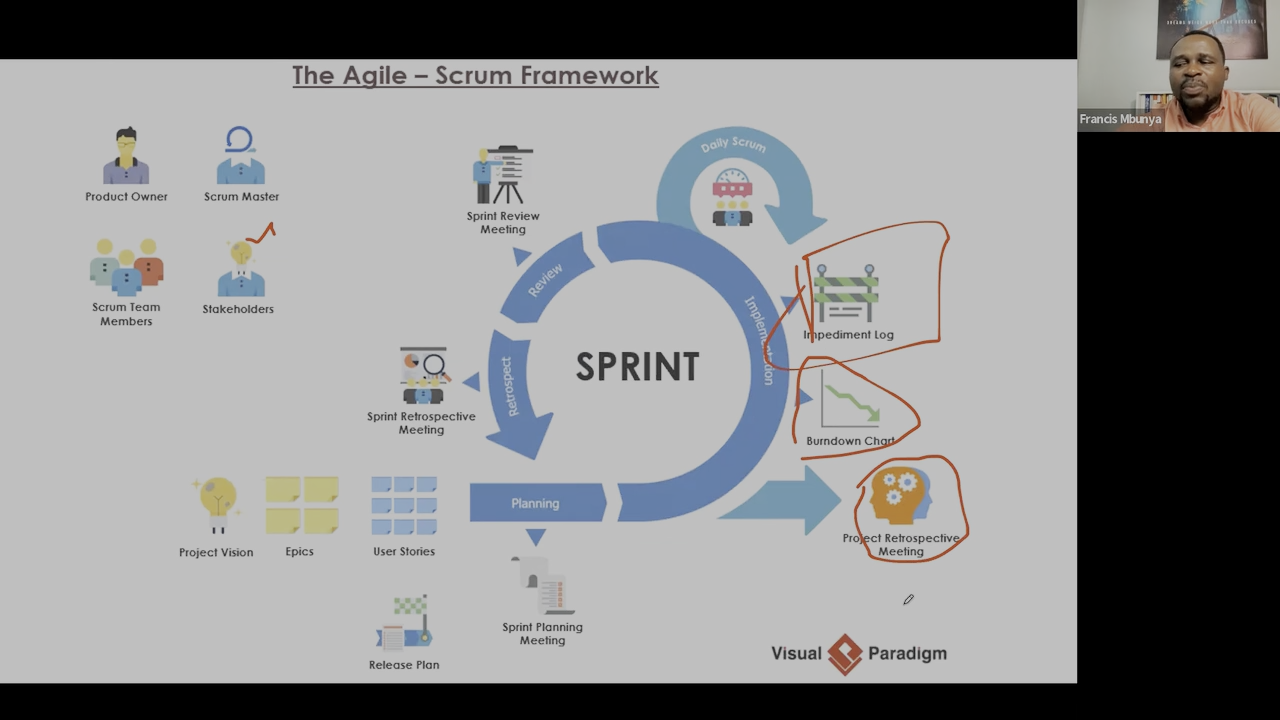 The Agile – Scrum Framework
Francis Mbunya
Product Owner
Scrum Master
Scrum Team
Members
Stakeholders
Sprint Review
Meeting
Daily Scrum
Review
Implementation
Impediment Log
SPRINT
Retrospect
Sprint Retrospective
Meeting
Burndown Chart
Project Vision
Epics
User Stories
Planning
Project Retrospective
Meeting
Sprint Planning
Meeting
Release Plan
Visual Paradigm